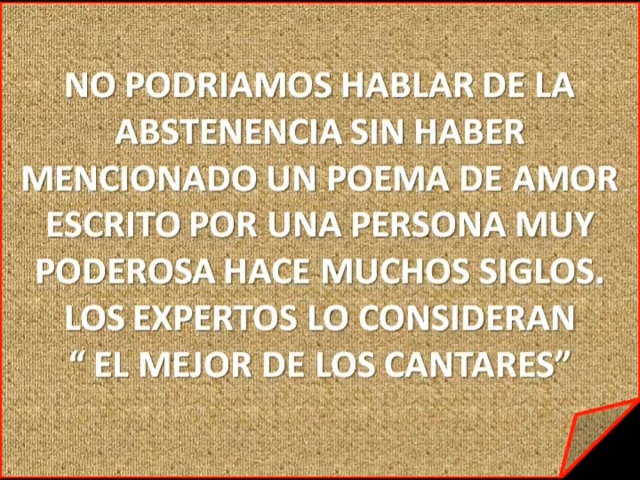 NO PODRIAMOS HABLAR DE LA
ABSTENENCIA SIN HABER
MENCIONADO UN POEMA DE AMOR
ESCRITO POR UNA PERSONA MUY
PODEROSA HACE MUCHOS SIGLOS.
LOS EXPERTOS LO CONSIDERAN
“ EL MEJOR DE LOS CANTARES”